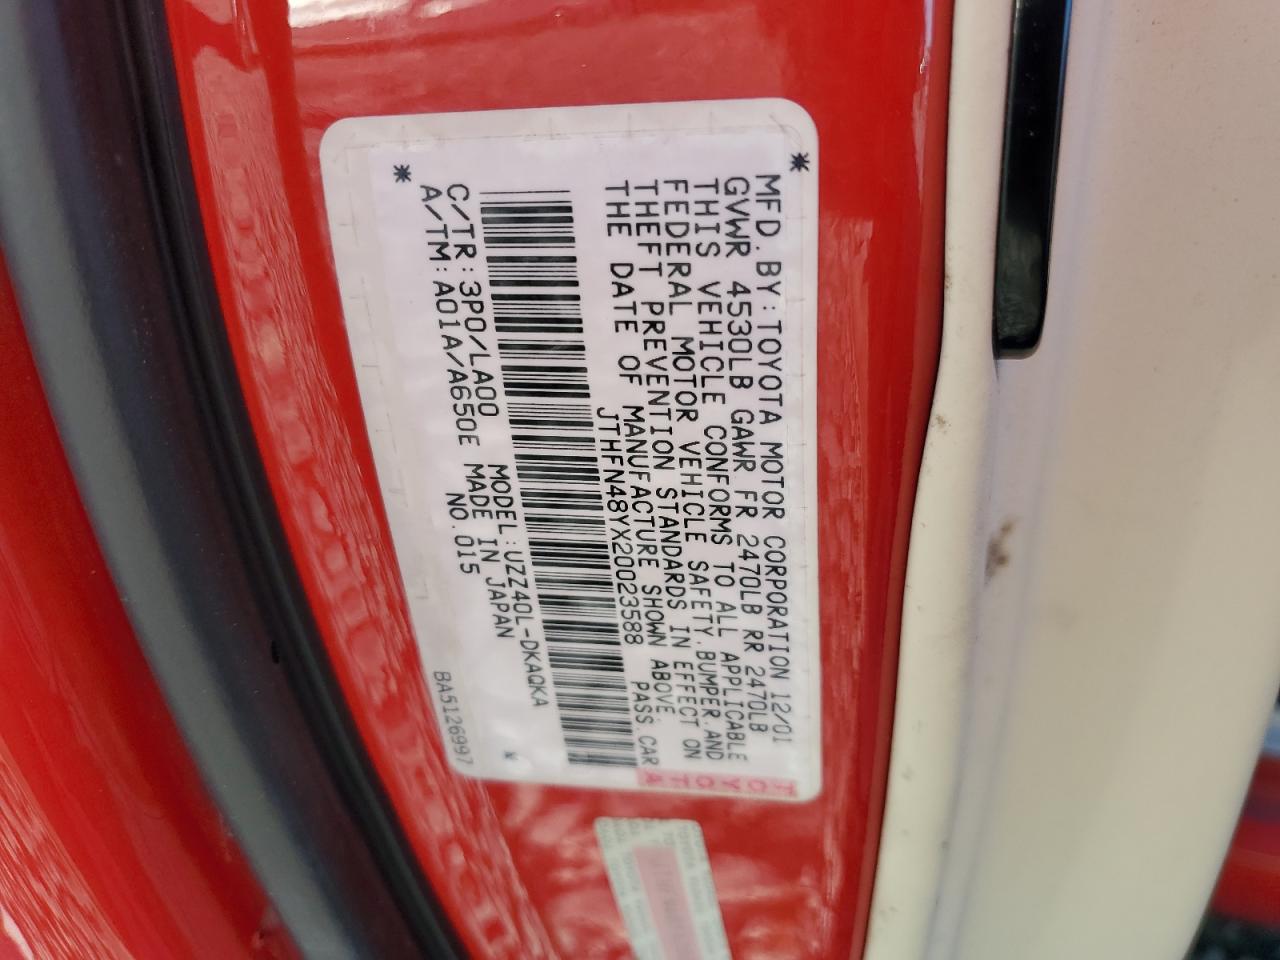 MFD.BY:TOYOTA MOTOR CORPORATION 12/01
GVWR 4530LB GAWR FR 2470LB RR 2470LB
THIS VEHICLE CONFORMS TO ALL APPLICABLE
FEDERAL MOTOR VEHICLE SAFETY,BUMPER,AND
THEFT PREVENTION STANDARDS IN EFFECT ON
THE DATE OF MANUFACTURE SHOWN ABOVE.
JTHFN48YX20023588 PASS.CAR
C/TR:3P0/LA00 MODEL:UZZ40L-DKAQKA
A/TM:A01A/A650E MADE IN JAPAN
NO.015
BA5126997
TOYOTA